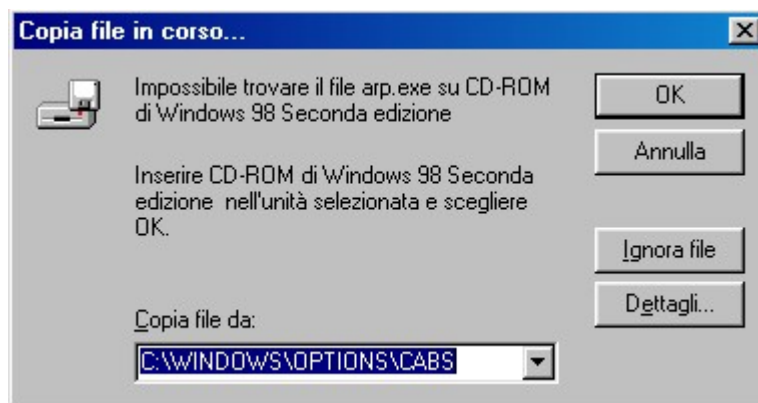 Copia file in corso...
Impossibile trovare il file arp.exe su CD-ROM
di Windows 98 Seconda edizione
Inserire CD-ROM di Windows 98 Seconda
edizione nell'unità selezionata e scegliere
OK.
Copia file da:
C:\WINDOWS\OPTIONS\CABS
OK
Annulla
Ignora file
Dettagli...